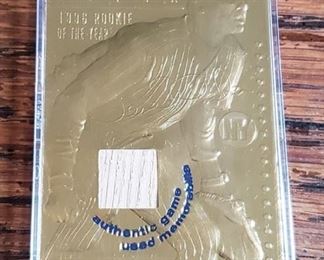 1996 ROOKIE
OF THE YEAR
NY
authentic game
used memorabilia